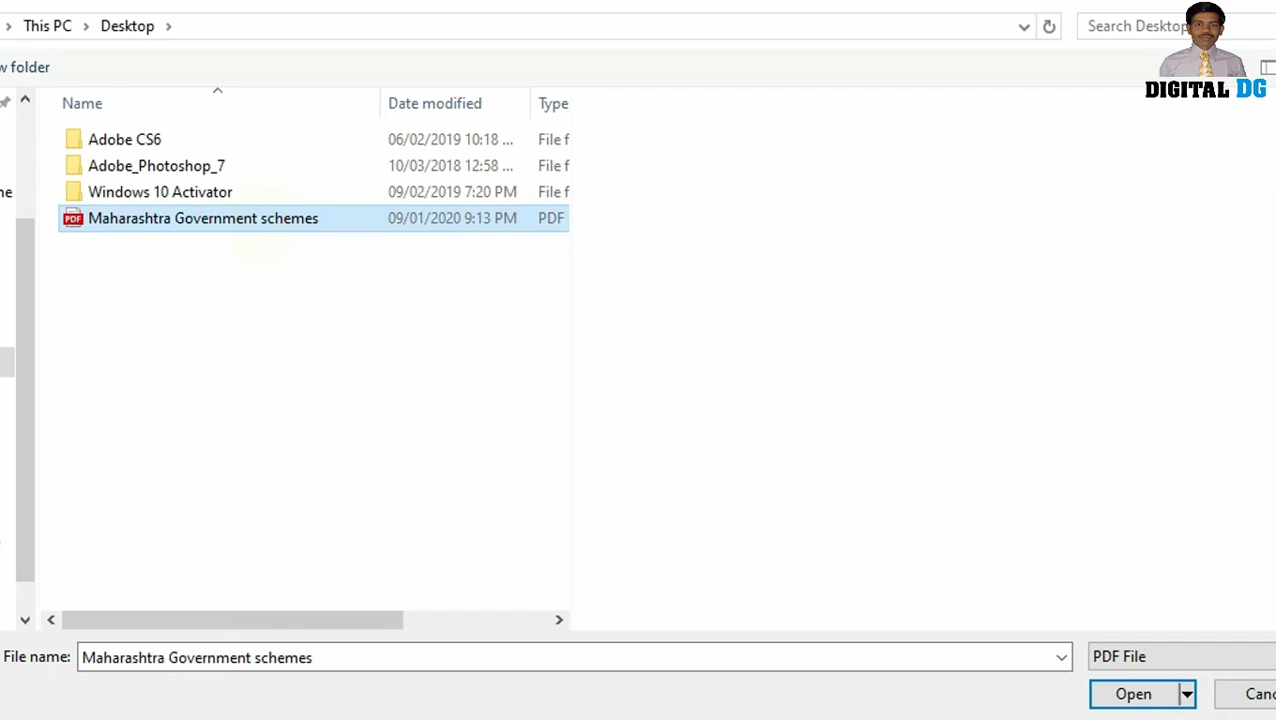 This PC > Desktop >
Search Desktop
w folder
DIGITAL DG
Name Date modified Type
Adobe CS6 06/02/2019 10:18 ... File f
Adobe_Photoshop_7 10/03/2018 12:58 ... File f
ne
Windows 10 Activator 09/02/2019 7:20 PM File f
PDF Maharashtra Government schemes 09/01/2020 9:13 PM PDF
File name: Maharashtra Government schemes PDF File
Open Canc